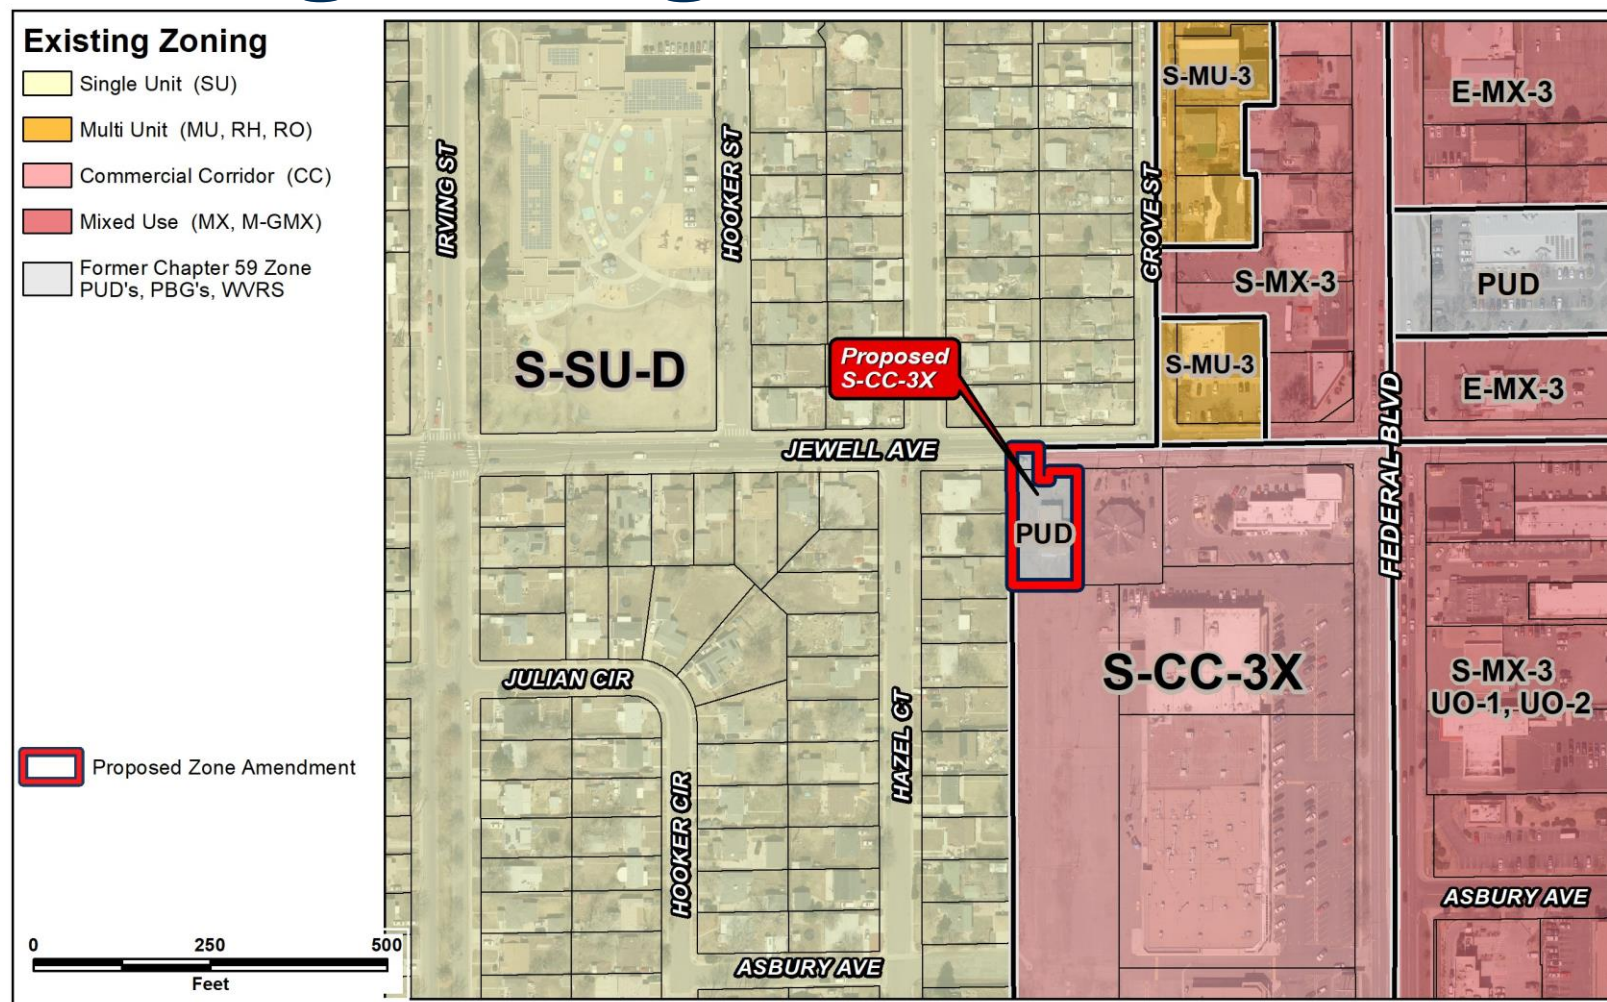 Existing Zoning
Single Unit (SU)
Multi Unit (MU, RH, RO)
Commercial Corridor (CC)
Mixed Use (MX, M-GMX)
Former Chapter 59 Zone
PUD's, PBG's, WVRS
Proposed Zone Amendment
0 250 500
Feet
S-MU-3
E-MX-3
IRVING ST
HOOKER ST
GROVE ST
S-MX-3
PUD
Proposed
S-CC-3X
S-SU-D
S-MU-3
E-MX-3
FEDERAL BLVD
JEWELL AVE
PUD
JULIAN CIR
S-CC-3X
S-MX-3
UO-1, UO-2
HAZEL CT
HOOKER CIR
ASBURY AVE
ASBURY AVE